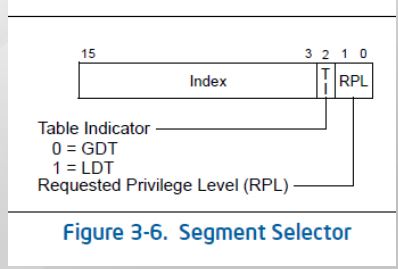 15 3 2 1 0
Index TI RPL
Table Indicator
0 = GDT
1 = LDT
Requested Privilege Level (RPL)
Figure 3-6. Segment Selector